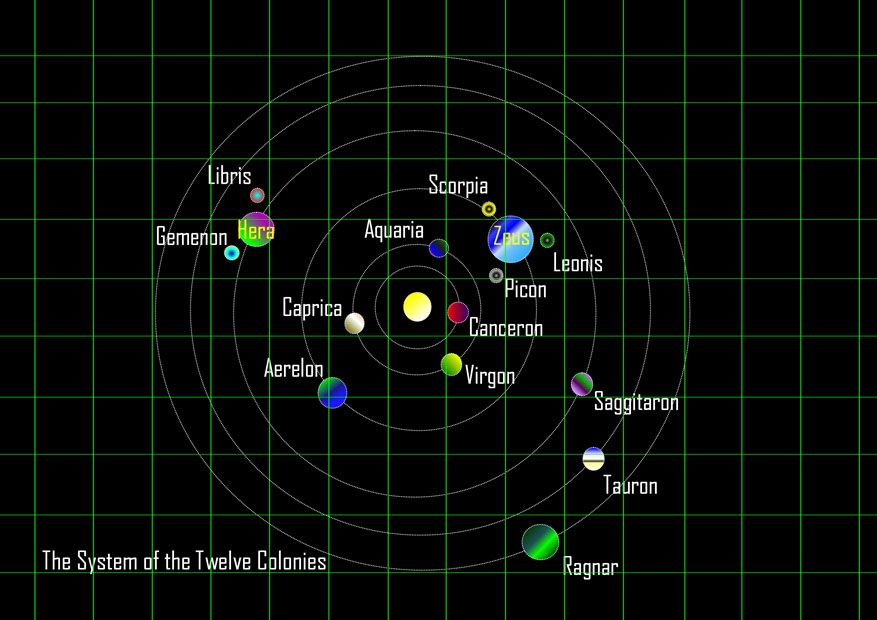 Libris
Scorpia
Hera
Gemenon
Aquaria
Zeus
Leonis
Picon
Caprica
Canceron
Aerelon
Virgon
Saggitaron
Tauron
The System of the Twelve Colonies
Ragnar